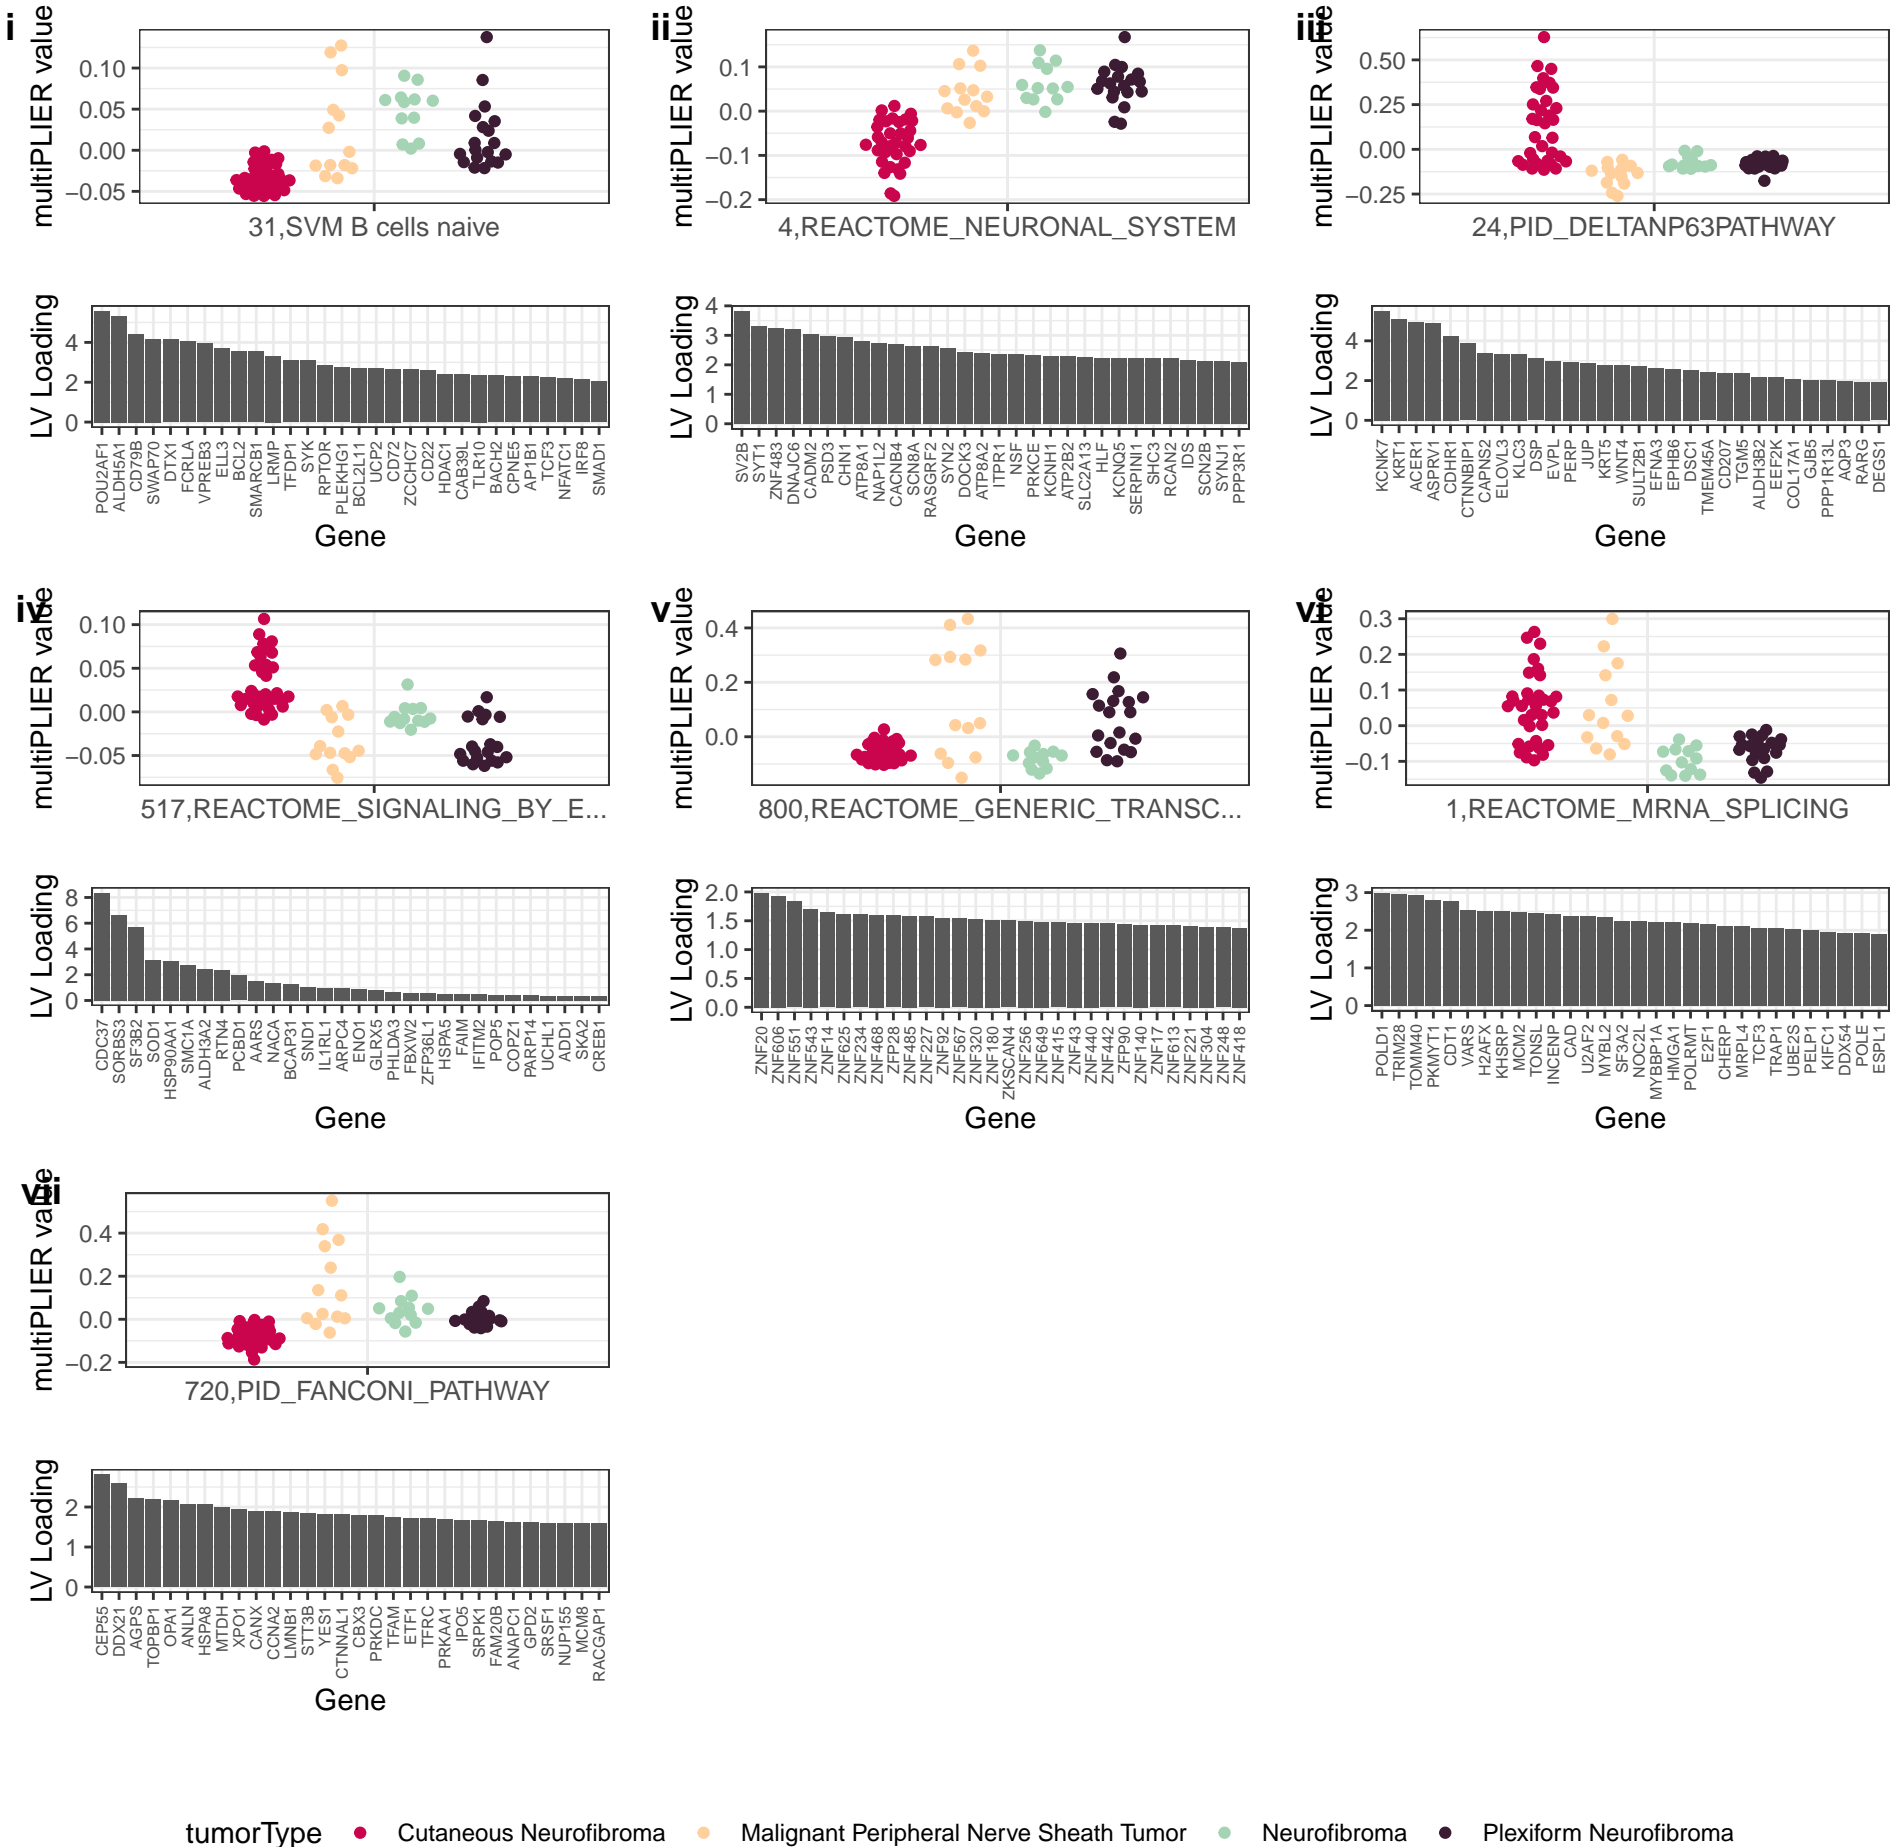 i
multiPLIER value
0.10
0.05
0.00
−0.05
31,SVM B cells naive
LV Loading
4
2
0
POU2AF1
ALDH5A1
CD79B
SWAP70
DTX1
FCRLA
VPREB3
ELL3
BCL2
SMARCB1
LRMP
TFDP1
SYK
RPTOR
PLEKHG1
BCL2L11
UCP2
CD72
ZCCHC7
CD22
HDAC1
CAB39L
TLR10
BACH2
CPNE5
AP1B1
TCF3
NFATC1
IRF8
SMAD1
Gene
ii
multiPLIER value
0.1
0.0
−0.1
−0.2
4,REACTOME_NEURONAL_SYSTEM
LV Loading
4
3
2
1
0
SV2B
SYT1
ZNF483
DNAJC6
CADM2
PSD3
CHN1
ATP8A1
NAP1L2
CACNB4
SCN8A
RASGRF2
SYN2
DOCK3
ATP8A2
ITPR1
NSF
PRKCE
KCNH1
ATP2B2
SLC2A13
HLF
KCNQ5
SERPINI1
SHC3
RCAN2
IDS
SCN2B
SYNJ1
PPP3R1
Gene
iii
multiPLIER value
0.50
0.25
0.00
−0.25
24,PID_DELTANP63PATHWAY
LV Loading
4
2
0
KCNK7
KRT1
ACER1
ASPRV1
CDHR1
CTNNBIP1
CAPNS2
ELOVL3
KLC3
DSP
EVPL
PERP
JUP
KRT5
WNT4
SULT2B1
EFNA3
EPHB6
DSC1
TMEM45A
CD207
TGM5
ALDH3B2
EEF2K
COL17A1
GJB5
PPP1R13L
AQP3
RARG
DEGS1
Gene
iv
multiPLIER value
0.10
0.05
0.00
−0.05
517,REACTOME_SIGNALING_BY_E...
LV Loading
8
6
4
2
0
CDC37
SORBS3
SF3B2
SOD1
HSP90AA1
SMC1A
ALDH3A2
RTN4
PCBD1
AARS
NACA
BCAP31
SND1
IL1RL1
ARPC4
ENO1
GLRX5
PHLDA3
FBXW2
ZFP36L1
HSPA5
FAIM
IFITM2
POP5
COPZ1
PARP14
UCHL1
ADD1
SKA2
CREB1
Gene
v
multiPLIER value
0.4
0.2
0.0
800,REACTOME_GENERIC_TRANSC...
LV Loading
2.0
1.5
1.0
0.5
0.0
ZNF20
ZNF606
ZNF551
ZNF543
ZNF14
ZNF625
ZNF234
ZNF468
ZFP28
ZNF485
ZNF227
ZNF92
ZNF567
ZNF320
ZNF180
ZKSCAN4
ZNF256
ZNF649
ZNF415
ZNF43
ZNF440
ZNF442
ZFP90
ZNF140
ZNF17
ZNF613
ZNF221
ZNF304
ZNF248
ZNF418
Gene
vi
multiPLIER value
0.3
0.2
0.1
0.0
−0.1
1,REACTOME_MRNA_SPLICING
LV Loading
3
2
1
0
POLD1
TRIM28
TOMM40
PKMYT1
CDT1
VARS
H2AFX
KHSRP
MCM2
TONSL
INCENP
CAD
U2AF2
MYBL2
SF3A2
NOC2L
MYBBP1A
HMGA1
POLRMT
E2F1
CHERP
MRPL4
TCF3
TRAP1
UBE2S
PELP1
KIFC1
DDX54
POLE
ESPL1
Gene
vii
multiPLIER value
0.4
0.2
0.0
−0.2
720,PID_FANCONI_PATHWAY
LV Loading
2
1
0
CEP55
DDX21
AGPS
TOPBP1
OPA1
ANLN
HSPA8
MTDH
XPO1
CANX
CCNA2
LMNB1
STT3B
YES1
CTNNAL1
CBX3
PRKDC
TFAM
ETF1
TFRC
PRKAA1
IPO5
SRPK1
FAM20B
ANAPC1
GPD2
SRSF1
NUP155
MCM8
RACGAP1
Gene
tumorType Cutaneous Neurofibroma Malignant Peripheral Nerve Sheath Tumor Neurofibroma Plexiform Neurofibroma